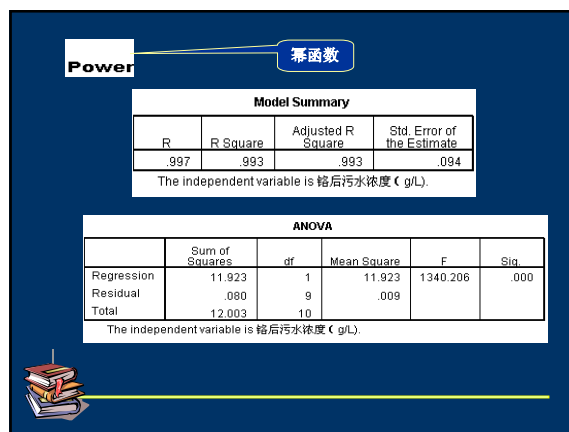 Power
幂函数
Model Summary
R R Square Adjusted R Square Std. Error of the Estimate
.997 .993 .993 .094
The independent variable is 铬后污水浓度( g/L).
ANOVA
Sum of Squares df Mean Square F Sig.
Regression 11.923 1 11.923 1340.206 .000
Residual .080 9 .009
Total 12.003 10
The independent variable is 铬后污水浓度( g/L).